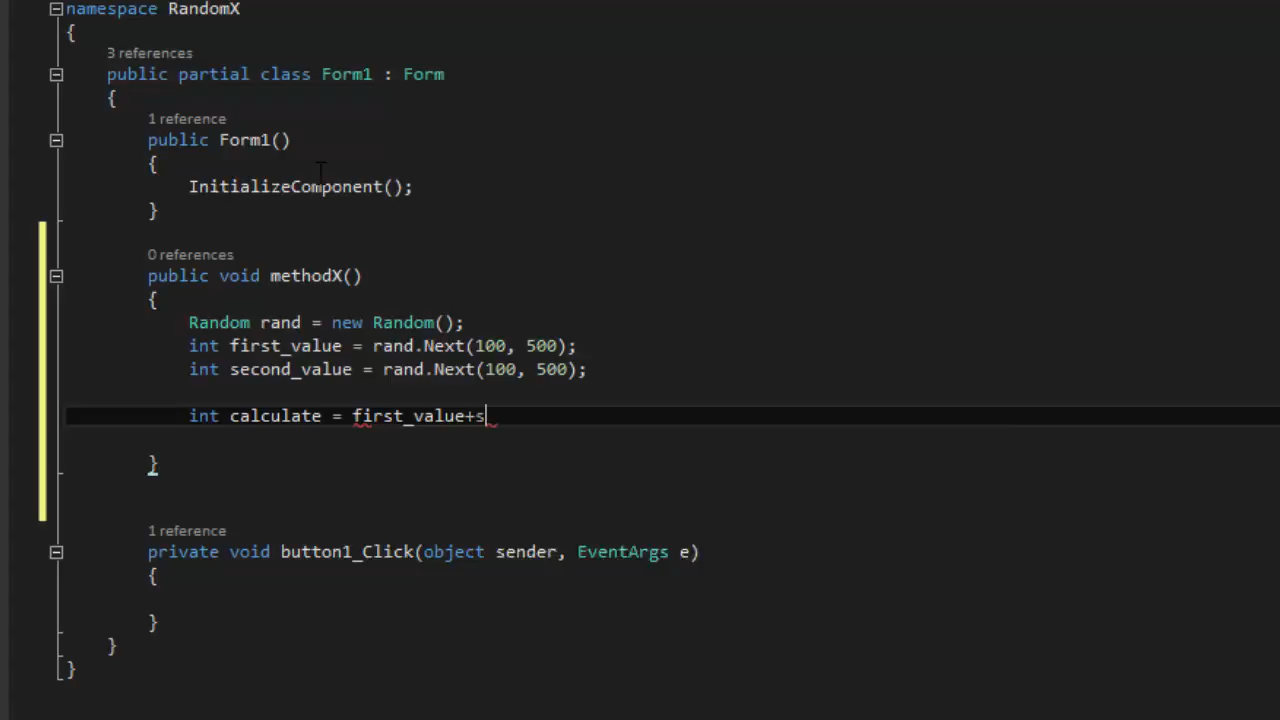 namespace RandomX
{
3 references
public partial class Form1 : Form
{
1 reference
public Form1()
{
InitializeComponent();
}
0 references
public void methodX()
{
Random rand = new Random();
int first_value = rand.Next(100, 500);
int second_value = rand.Next(100, 500);
int calculate = first_value+s
}
1 reference
private void button1_Click(object sender, EventArgs e)
{
}
}
}